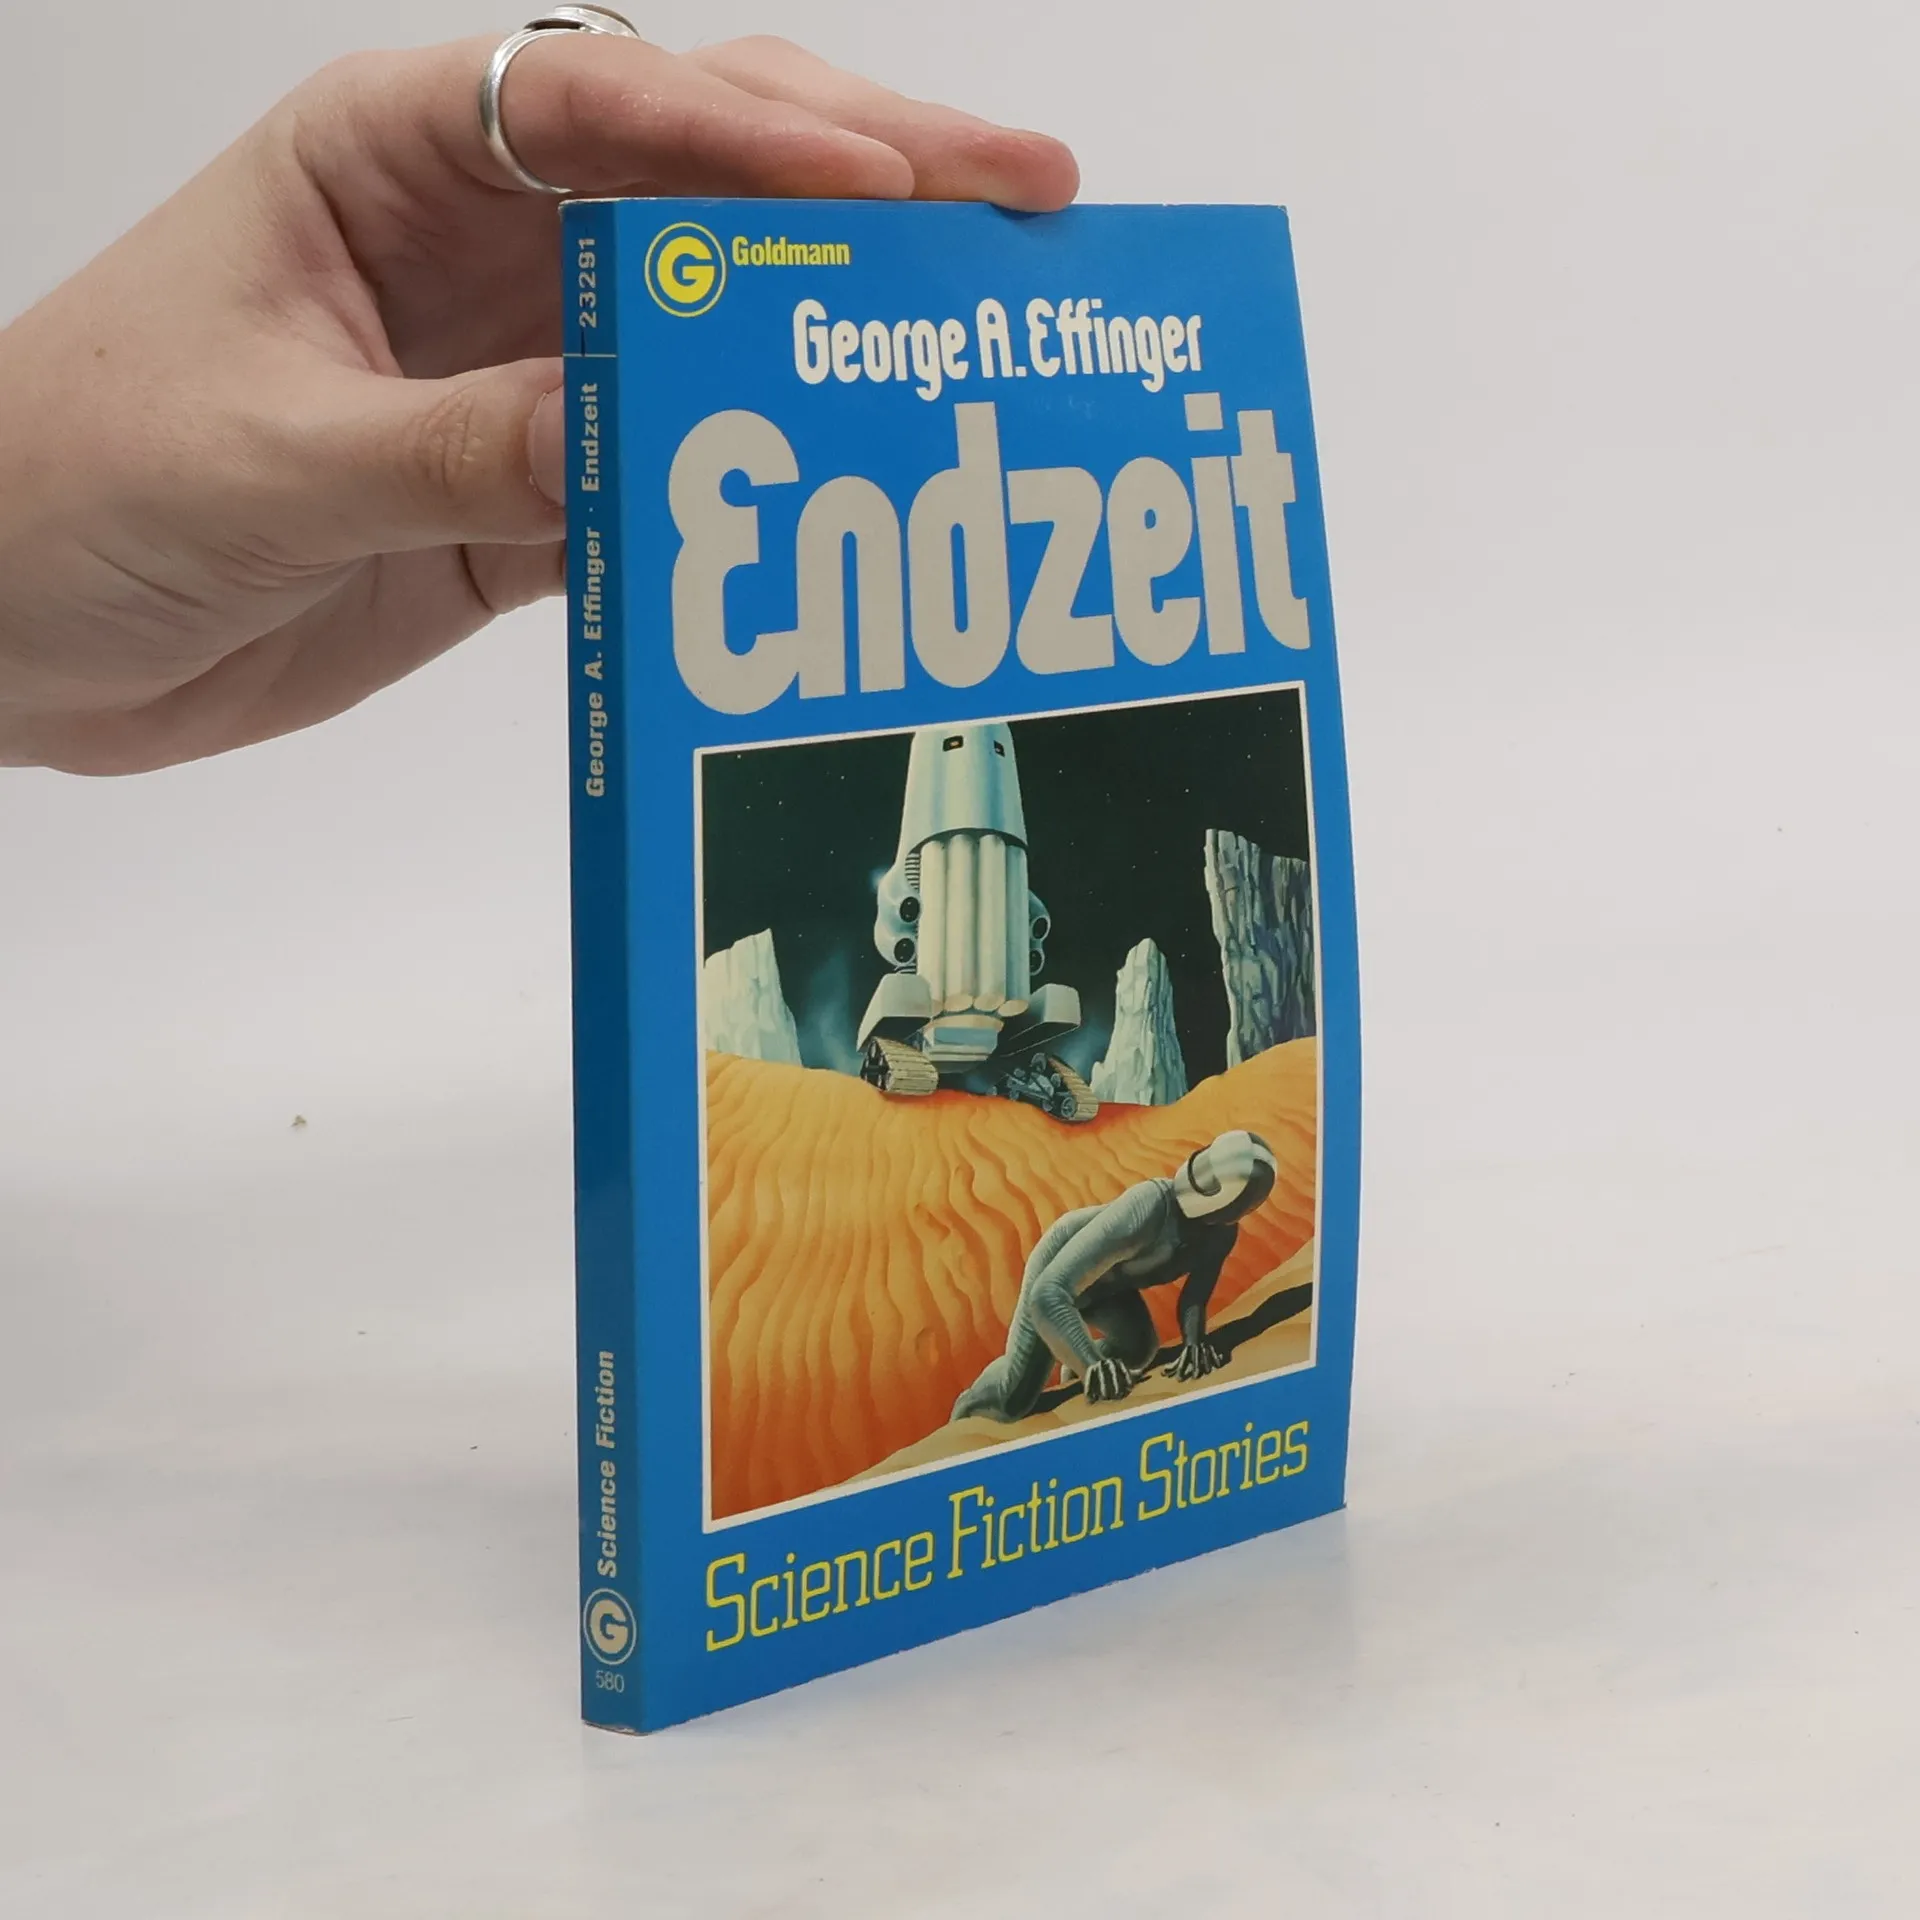 Goldmann
George A. Effinger
Endzeit
Science Fiction Stories
23291
George A. Effinger · Endzeit
Science Fiction
G
580